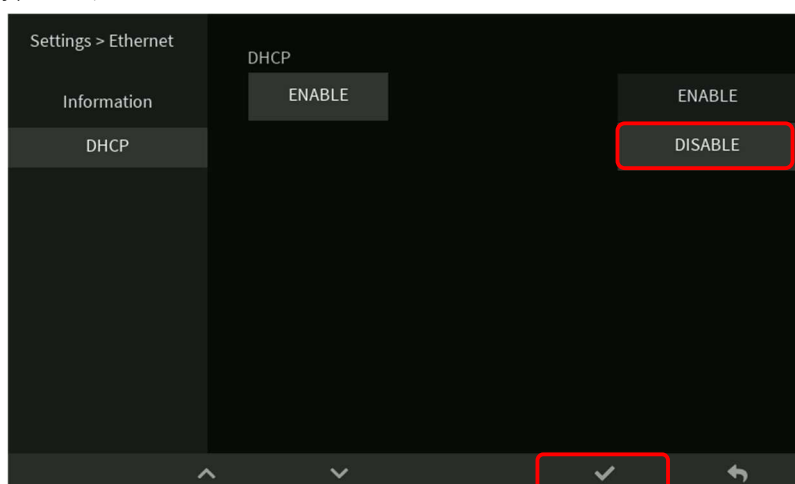 Settings > Ethernet
DHCP
Information
ENABLE
ENABLE
DHCP
DISABLE